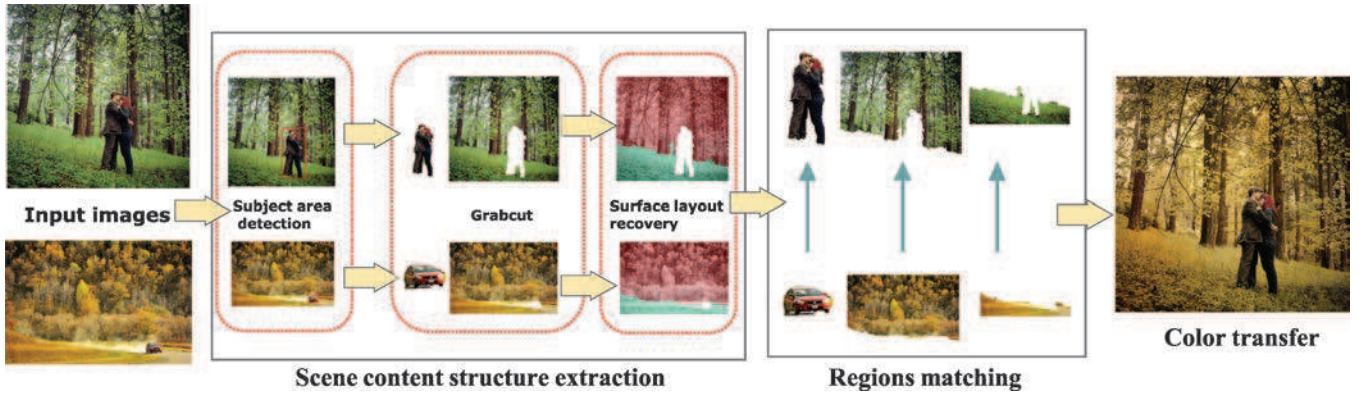 Input images
Subject area
detection
Grabcut
Surface layout
recovery
Scene content structure extraction
Regions matching
Color transfer